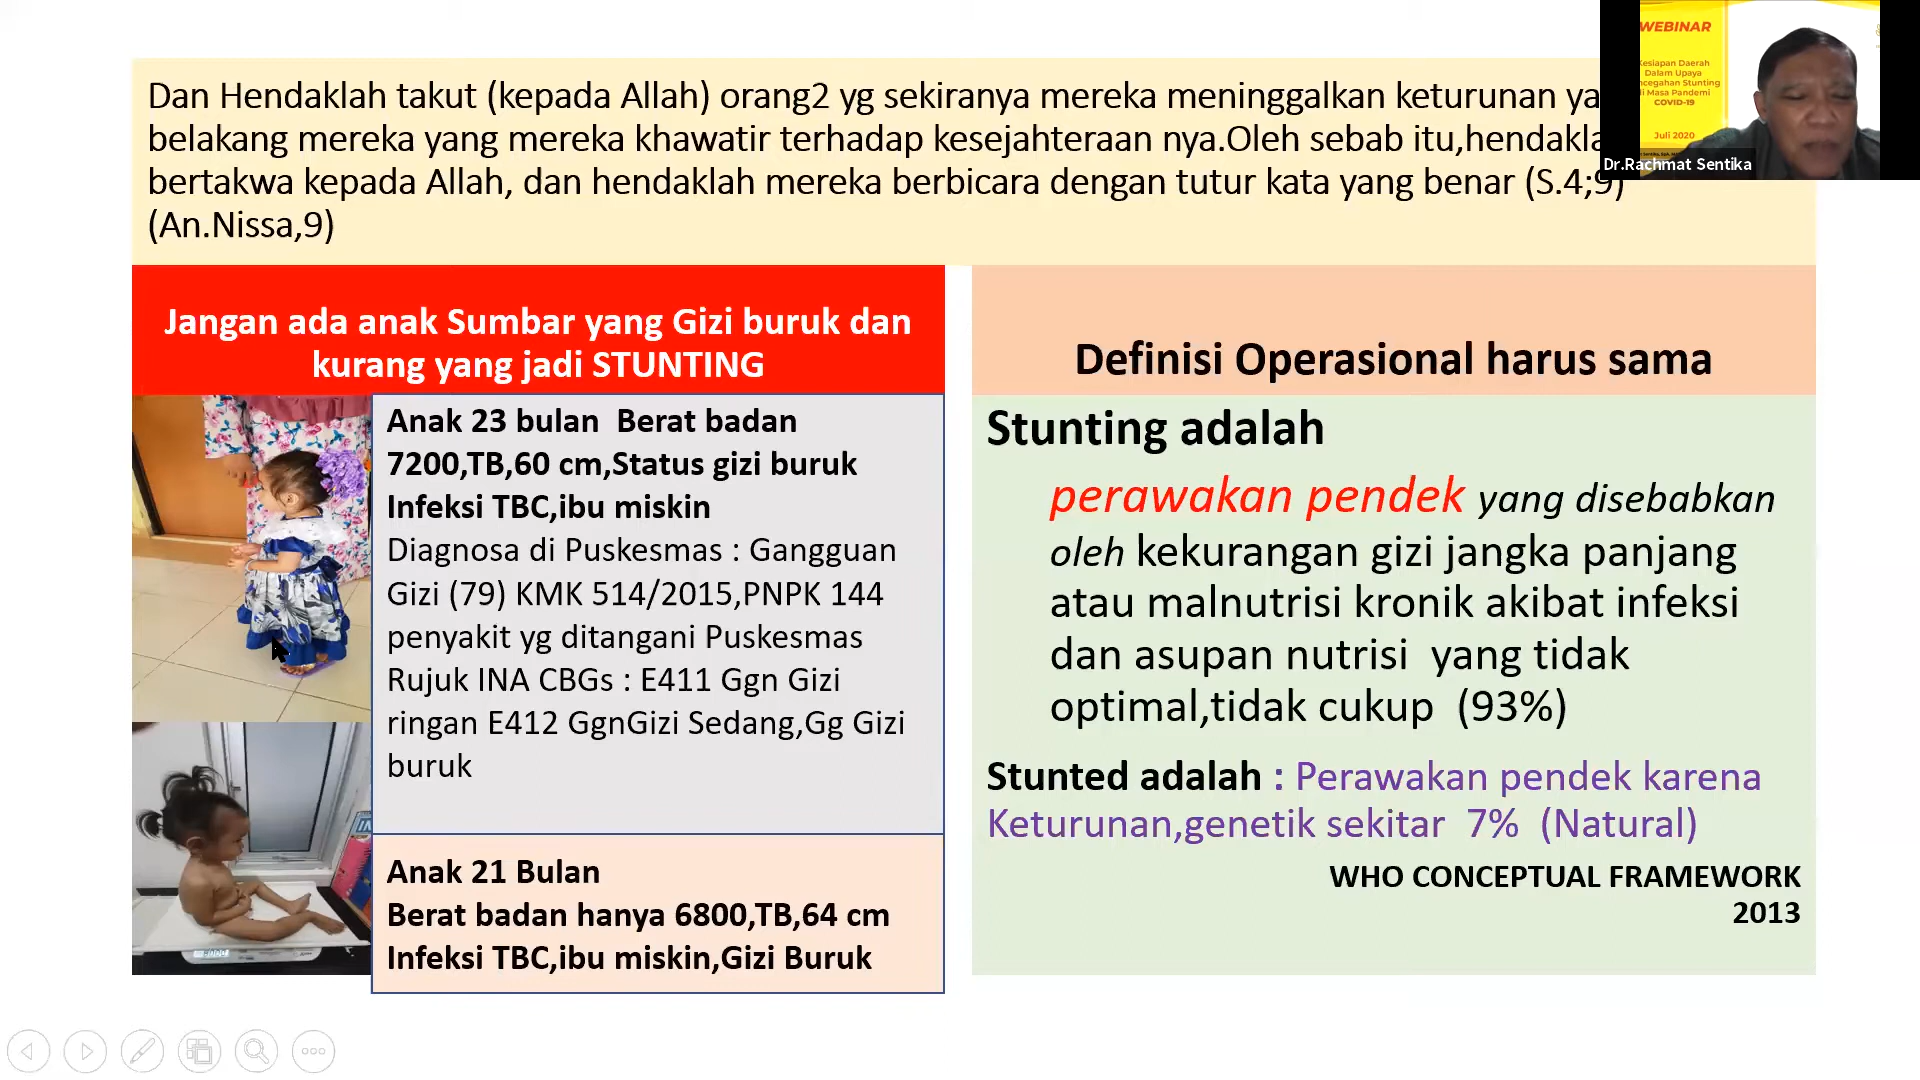 Dan Hendaklah takut (kepada Allah) orang2 yg sekiranya mereka meninggalkan keturunan
belakang mereka yang mereka khawatir terhadap kesejahteraan nya.Oleh sebab itu,
bertakwa kepada Allah, dan hendaklah mereka berbicara dengan tutur kata yang benar (S.4;9)
(An.Nissa,9)
WEBINAR
Kesiapan Daerah
Dalam Upaya
Stunting
Masa Pandemi
COVID-19
Juli 2020
Dr.Rachmat Sentika
Jangan ada anak Sumbar yang Gizi buruk dan
kurang yang jadi STUNTING
Anak 23 bulan Berat badan
7200,TB,60 cm,Status gizi buruk
Infeksi TBC,ibu miskin
Diagnosa di Puskesmas : Gangguan
Gizi (79) KMK 514/2015,PNPK 144
penyakit yg ditangani Puskesmas
Rujuk INA CBGs : E411 Ggn Gizi
ringan E412 GgnGizi Sedang,Gg Gizi
buruk
Anak 21 Bulan
Berat badan hanya 6800,TB,64 cm
Infeksi TBC,ibu miskin,Gizi Buruk
Definisi Operasional harus sama
Stunting adalah
perawakan pendek yang disebabkan
oleh kekurangan gizi jangka panjang
atau malnutrisi kronik akibat infeksi
dan asupan nutrisi yang tidak
optimal,tidak cukup (93%)
Stunted adalah : Perawakan pendek karena
Keturunan,genetik sekitar 7% (Natural)
WHO CONCEPTUAL FRAMEWORK
2013